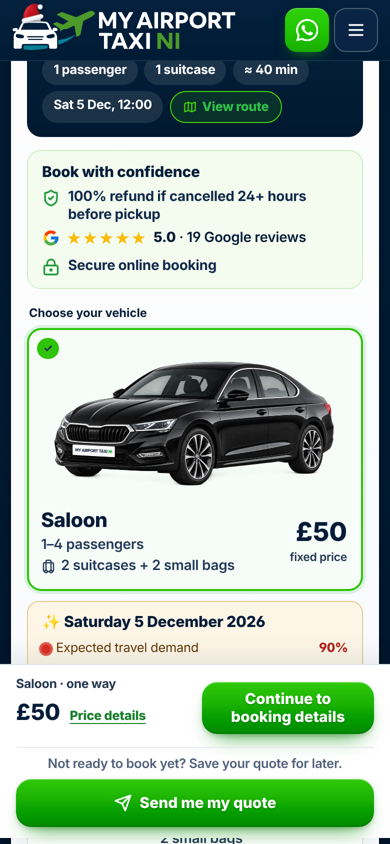 MY AIRPORT
TAXI NI
1 passenger
1 suitcase
≈ 40 min
Sat 5 Dec, 12:00
View route
Book with confidence
100% refund if cancelled 24+ hours
before pickup
5.0 · 19 Google reviews
Secure online booking
Choose your vehicle
MY AIRPORT TAXI NI
Saloon
1–4 passengers
2 suitcases + 2 small bags
£50
fixed price
✨ Saturday 5 December 2026
Expected travel demand
90%
Saloon · one way
£50 Price details
Continue to
booking details
Not ready to book yet? Save your quote for later.
Send me my quote
2 small bags